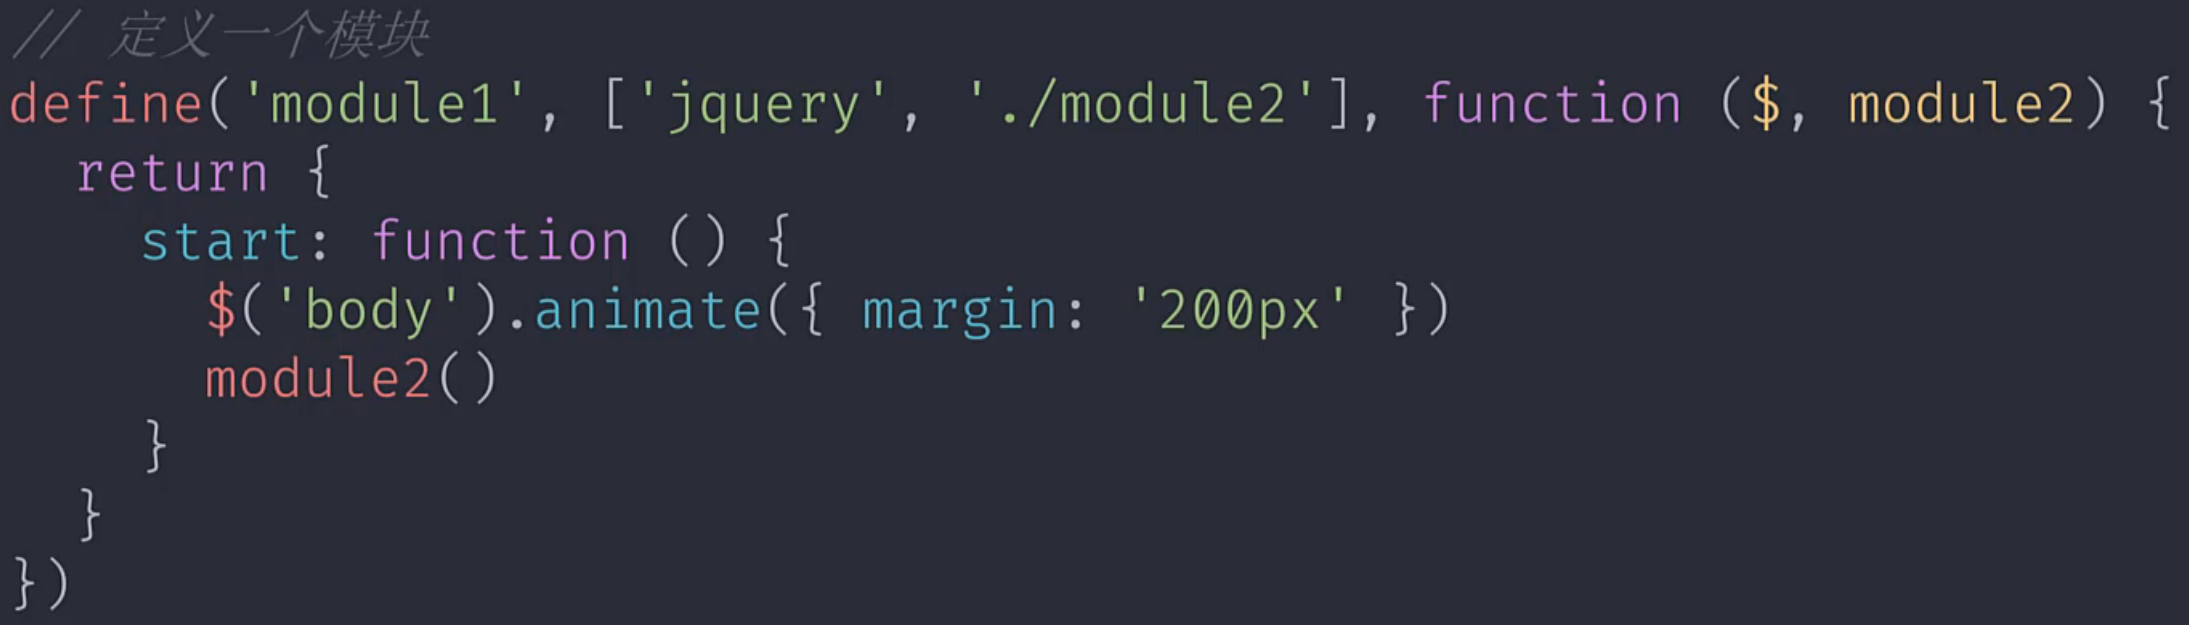 // 定义一个模块
define('module1', ['jquery', './module2'], function ($, module2) {
  return {
    start: function () {
      $('body').animate({ margin: '200px' })
      module2()
    }
  }
})